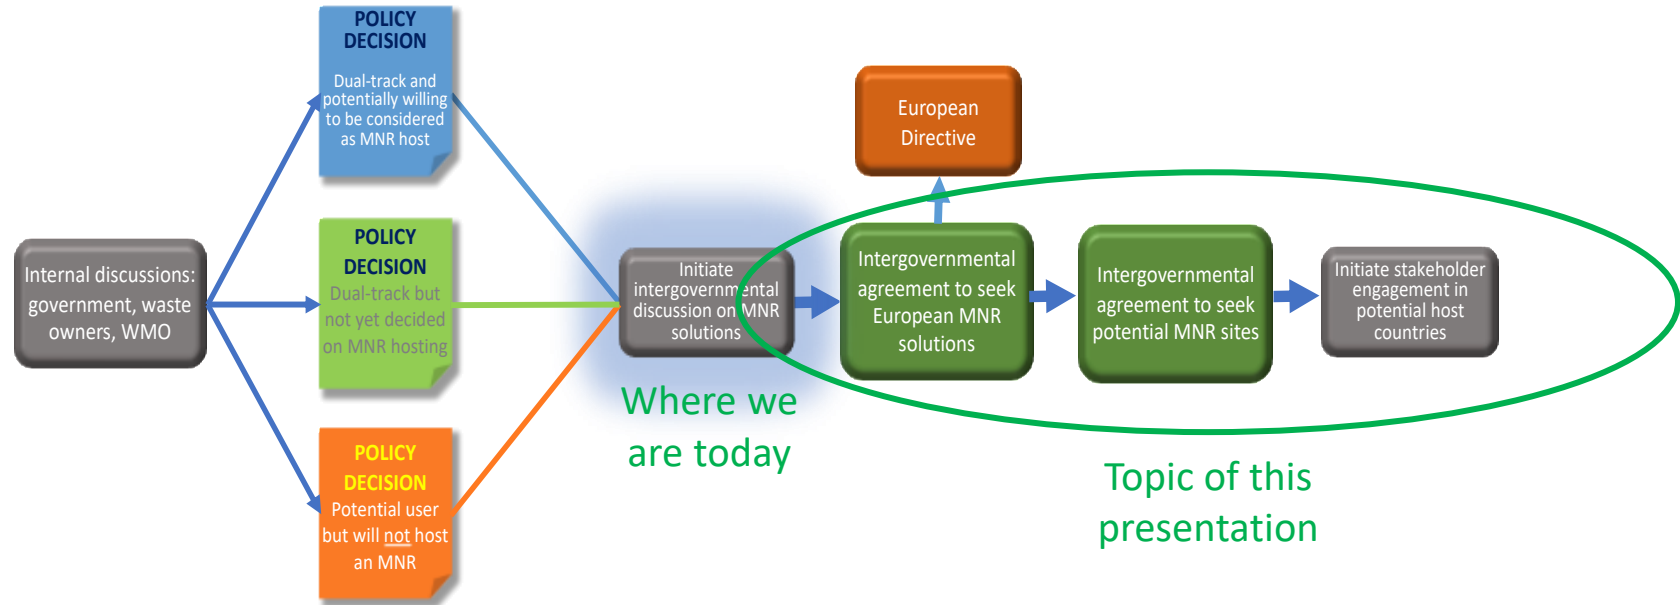 Internal discussions:
government, waste
owners, WMO
POLICY
DECISION
Dual-track and
potentially willing
to be considered
as MNR host
POLICY
DECISION
Dual-track but
not yet decided
on MNR hosting
POLICY
DECISION
Potential user
but will not host
an MNR
Initiate
intergovernmental
discussion on MNR
solutions
Where we
are today
European
Directive
Intergovernmental
agreement to seek
European MNR
solutions
Intergovernmental
agreement to seek
potential MNR sites
Initiate stakeholder
engagement in
potential host
countries
Topic of this
presentation